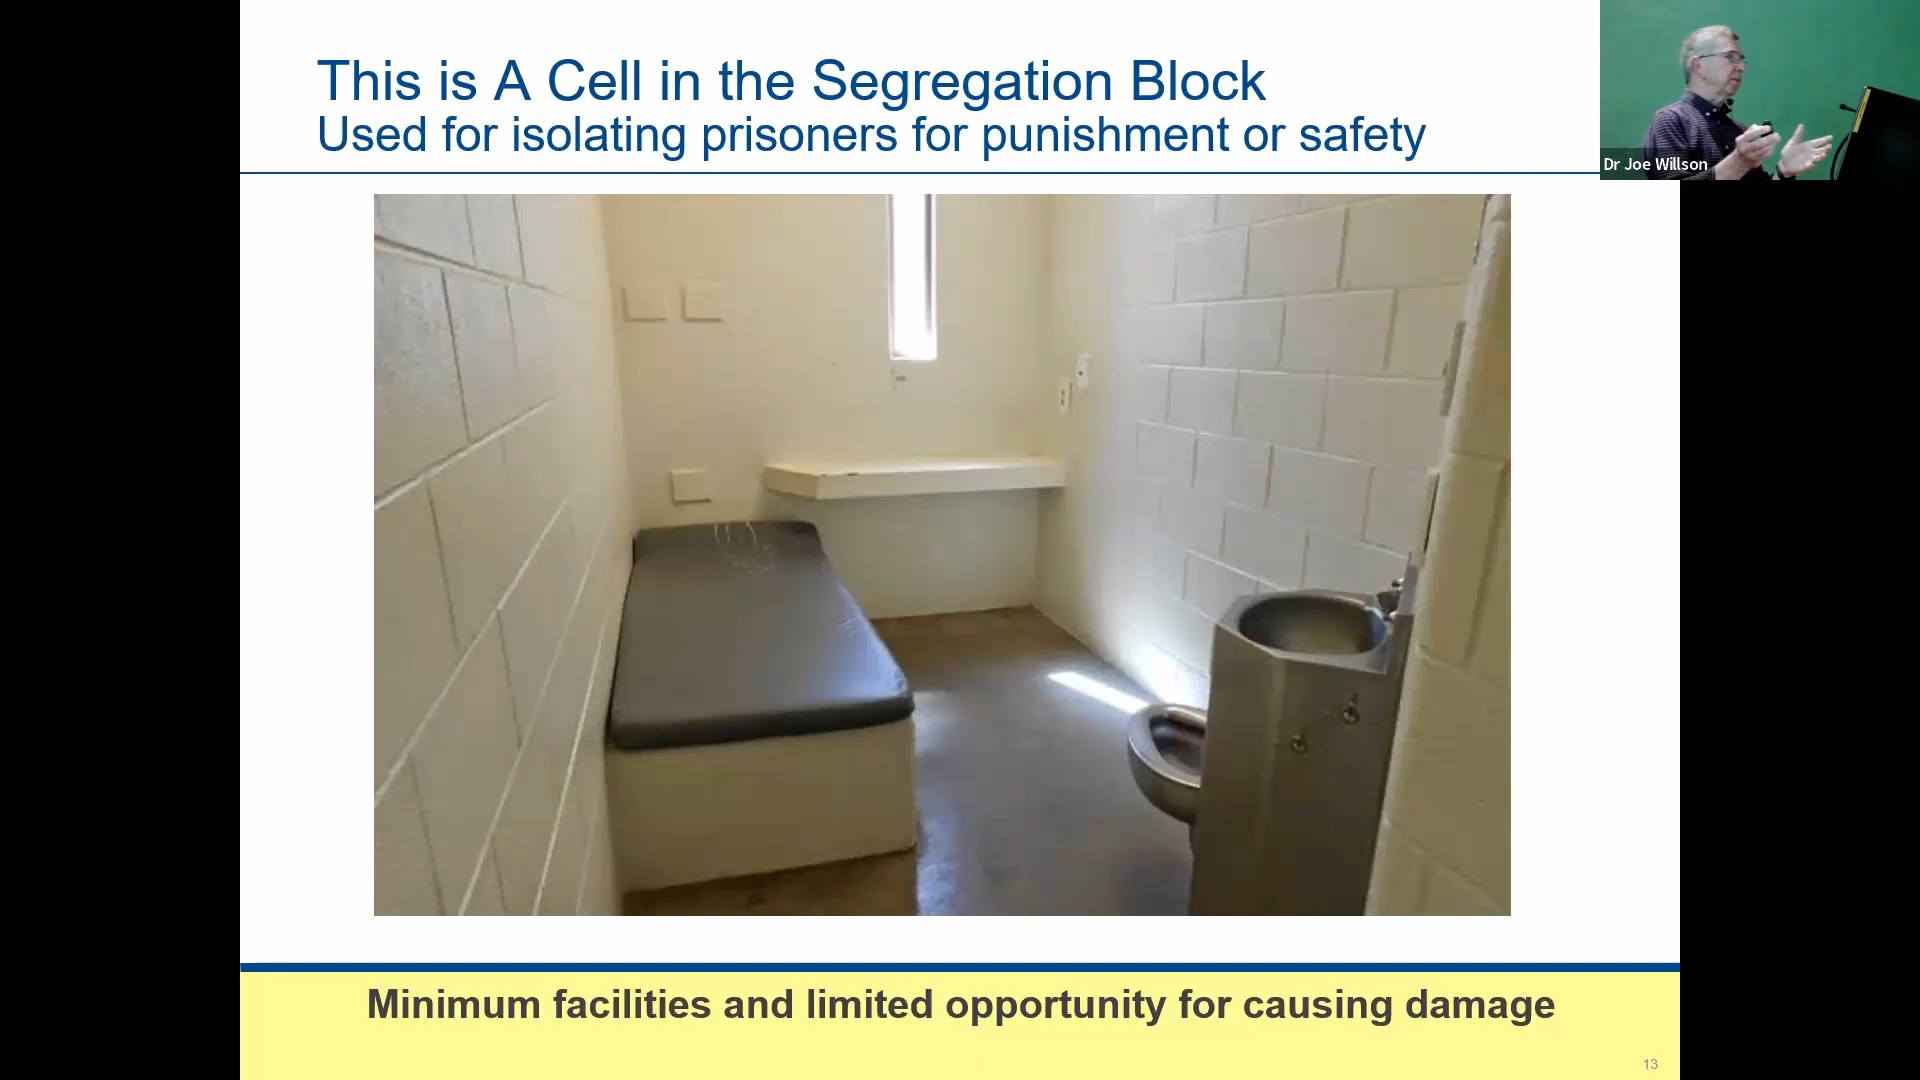 This is A Cell in the Segregation Block
Used for isolating prisoners for punishment or safety
Dr Joe Willson
Minimum facilities and limited opportunity for causing damage
13